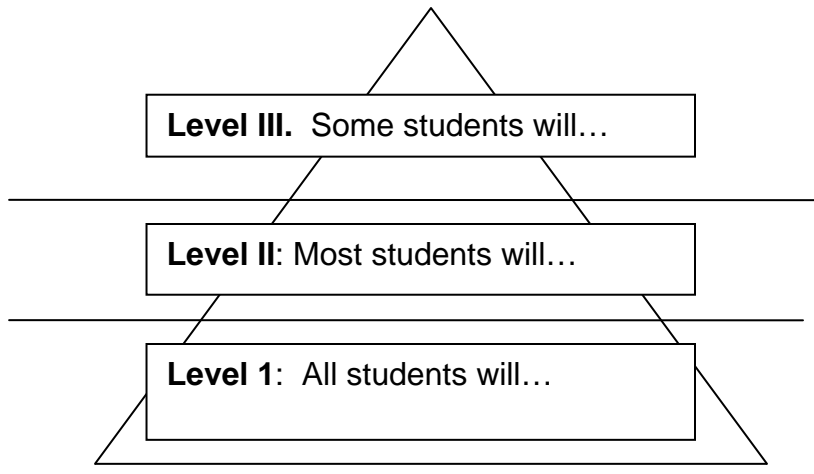 Level III.  Some students will…
Level II: Most students will…
Level 1:  All students will…